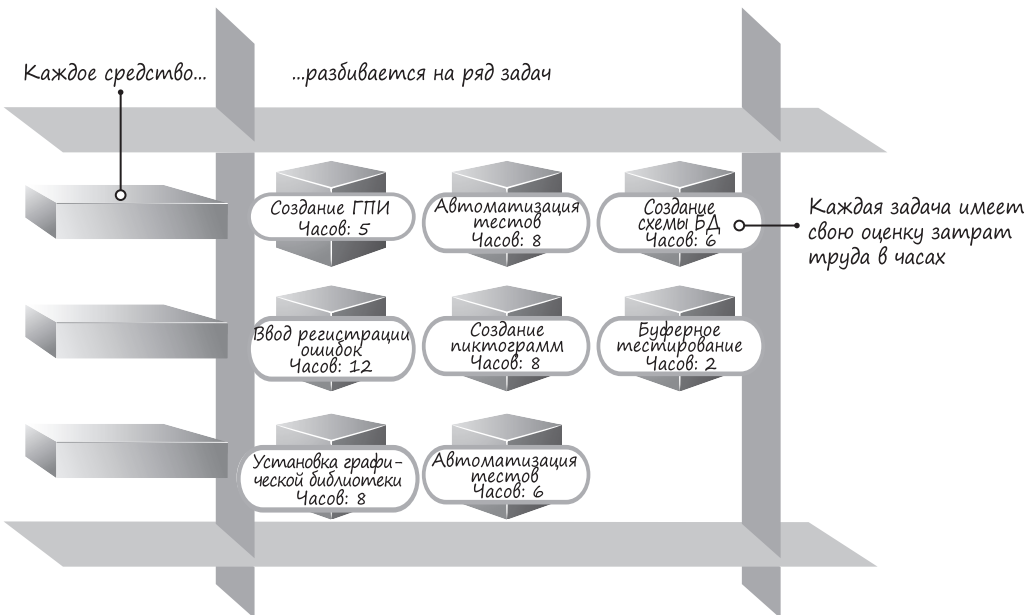 Каждое средство...
...разбивается на ряд задач
Создание ГПИ
Часов: 5
Автоматизация
тестов
Часов: 8
Создание
схемы БД
Часов: 6
Каждая задача имеет
свою оценку затрат
труда в часах
Ввод регистрации
ошибок
Часов: 12
Создание
пиктограмм
Часов: 8
Буферное
тестирование
Часов: 2
Установка графи-
ческой библиотеки
Часов: 8
Автоматизация
тестов
Часов: 6